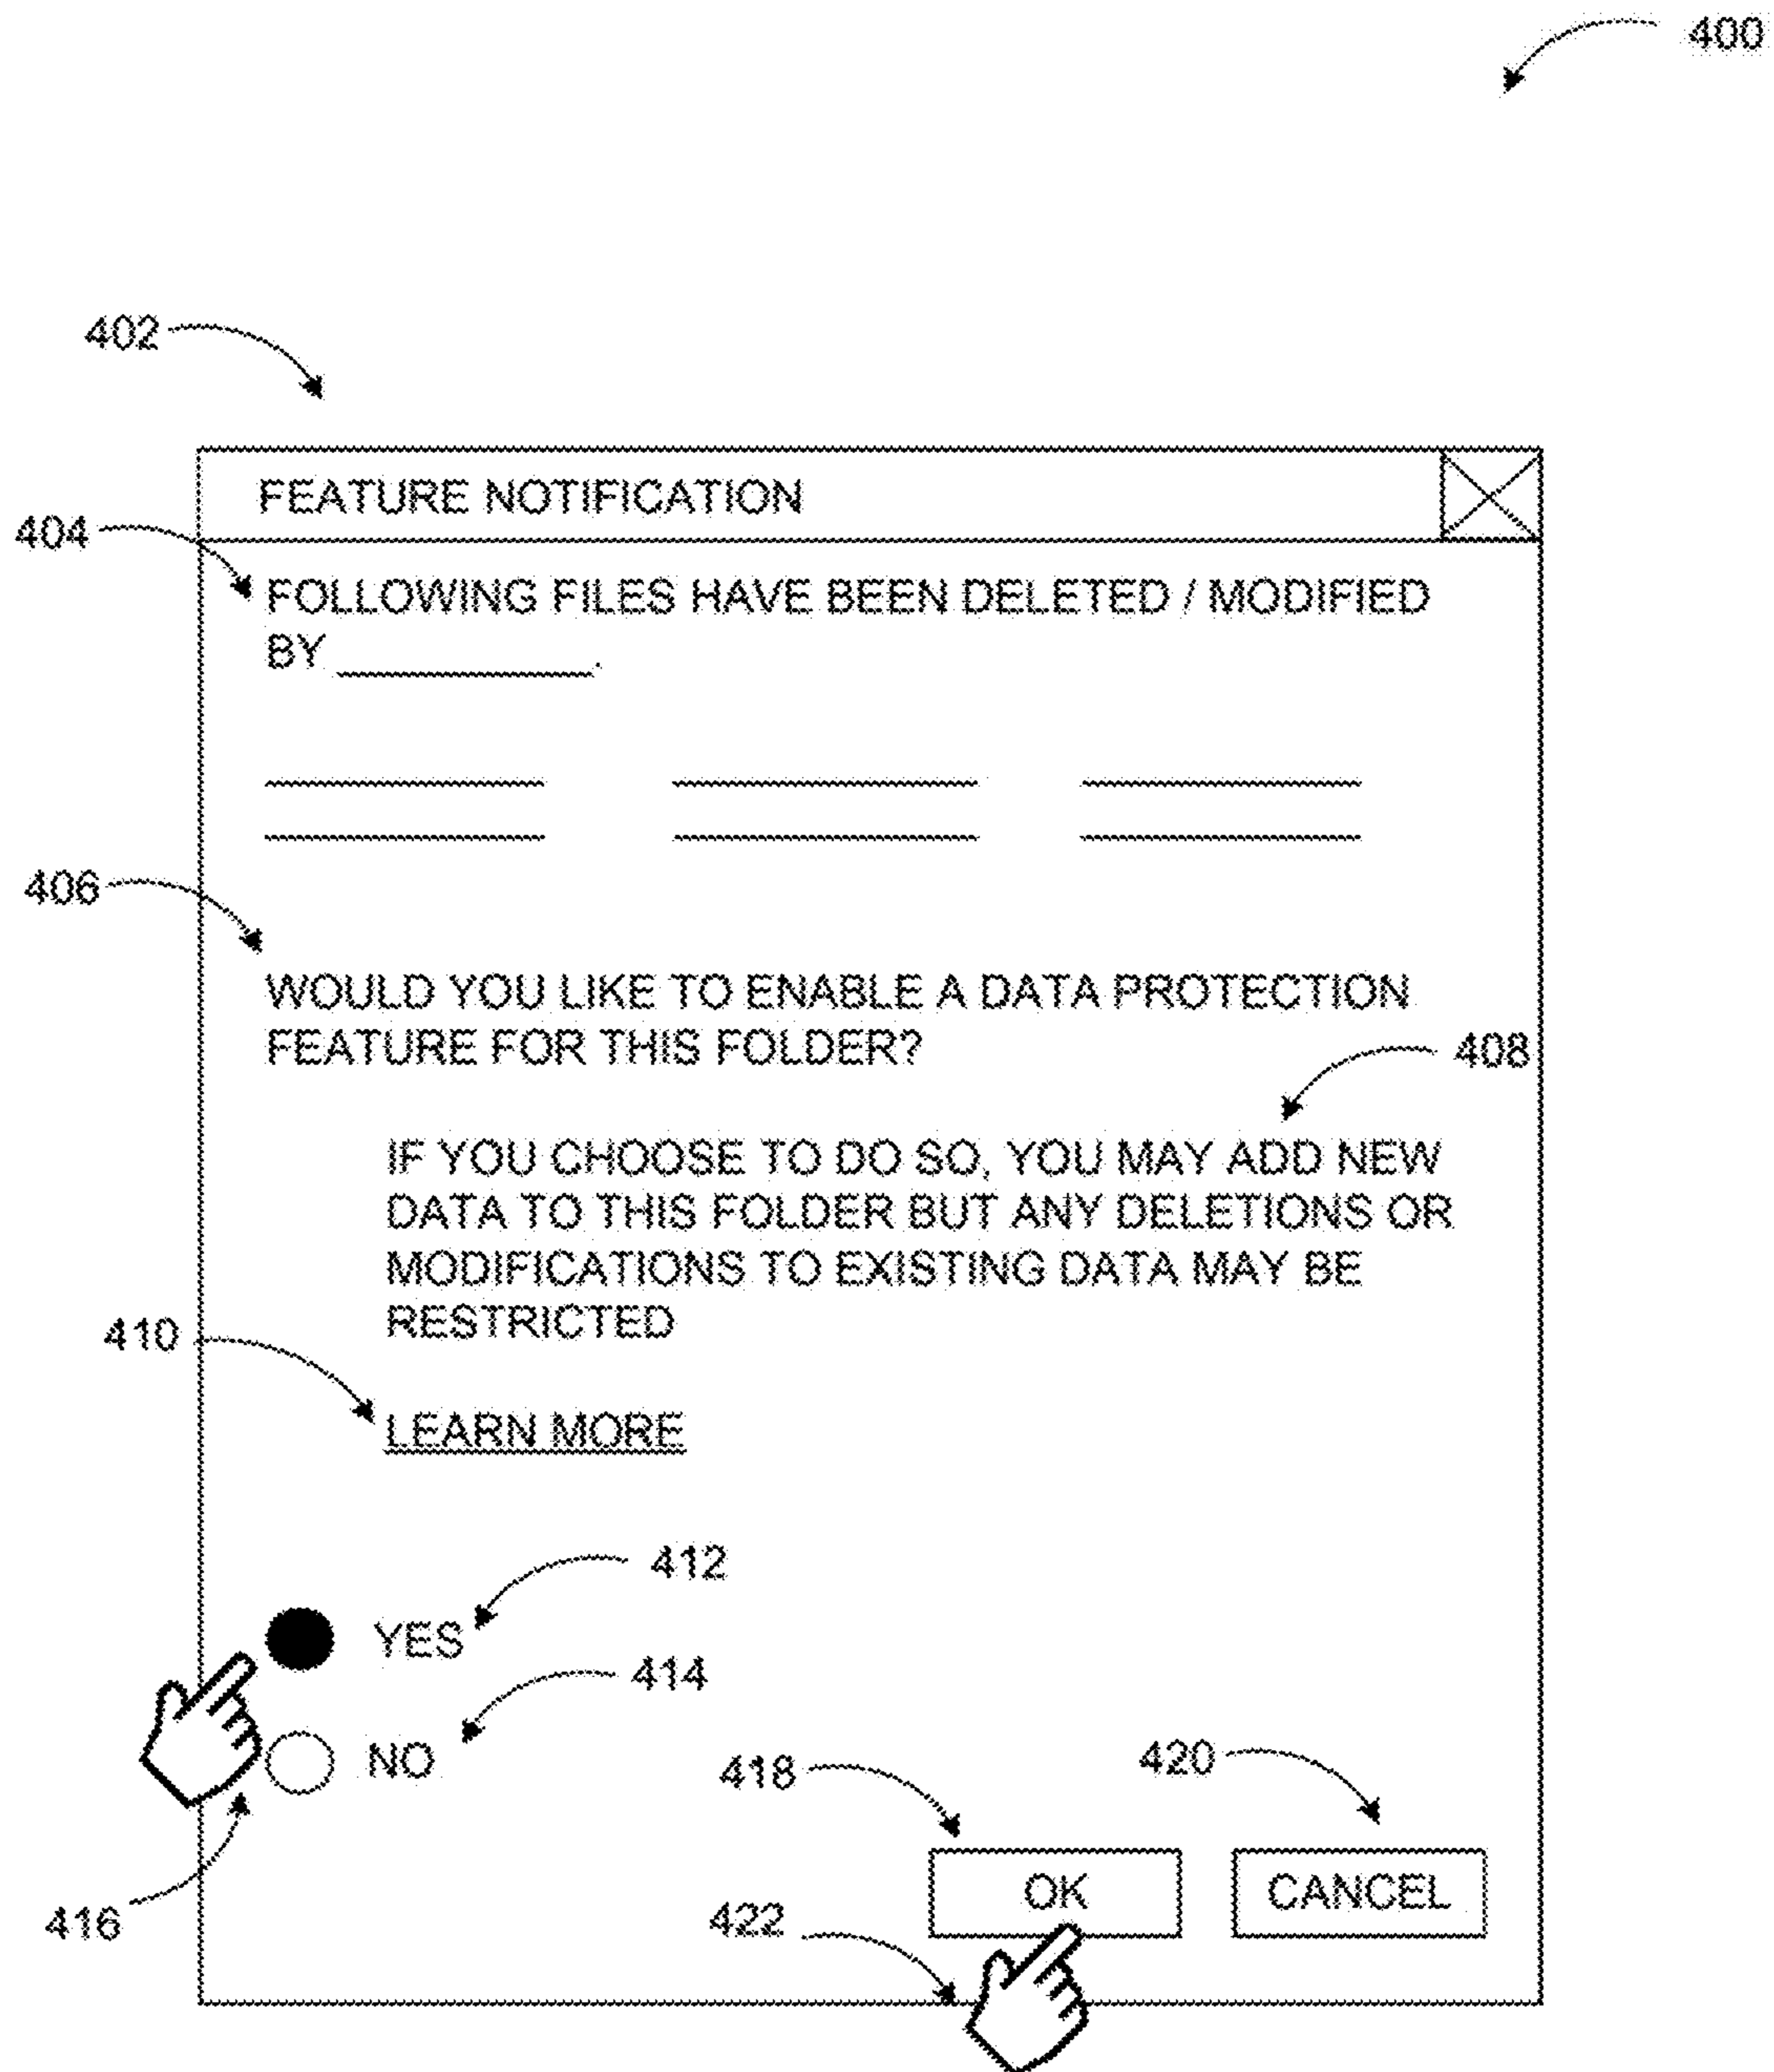 400
402
FEATURE NOTIFICATION
404
FOLLOWING FILES HAVE BEEN DELETED / MODIFIED
BY ____________.
406
WOULD YOU LIKE TO ENABLE A DATA PROTECTION
FEATURE FOR THIS FOLDER?
408
IF YOU CHOOSE TO DO SO, YOU MAY ADD NEW
DATA TO THIS FOLDER BUT ANY DELETIONS OR
MODIFICATIONS TO EXISTING DATA MAY BE
RESTRICTED
410
LEARN MORE
412
YES
414
NO
418
420
416
OK
CANCEL
422